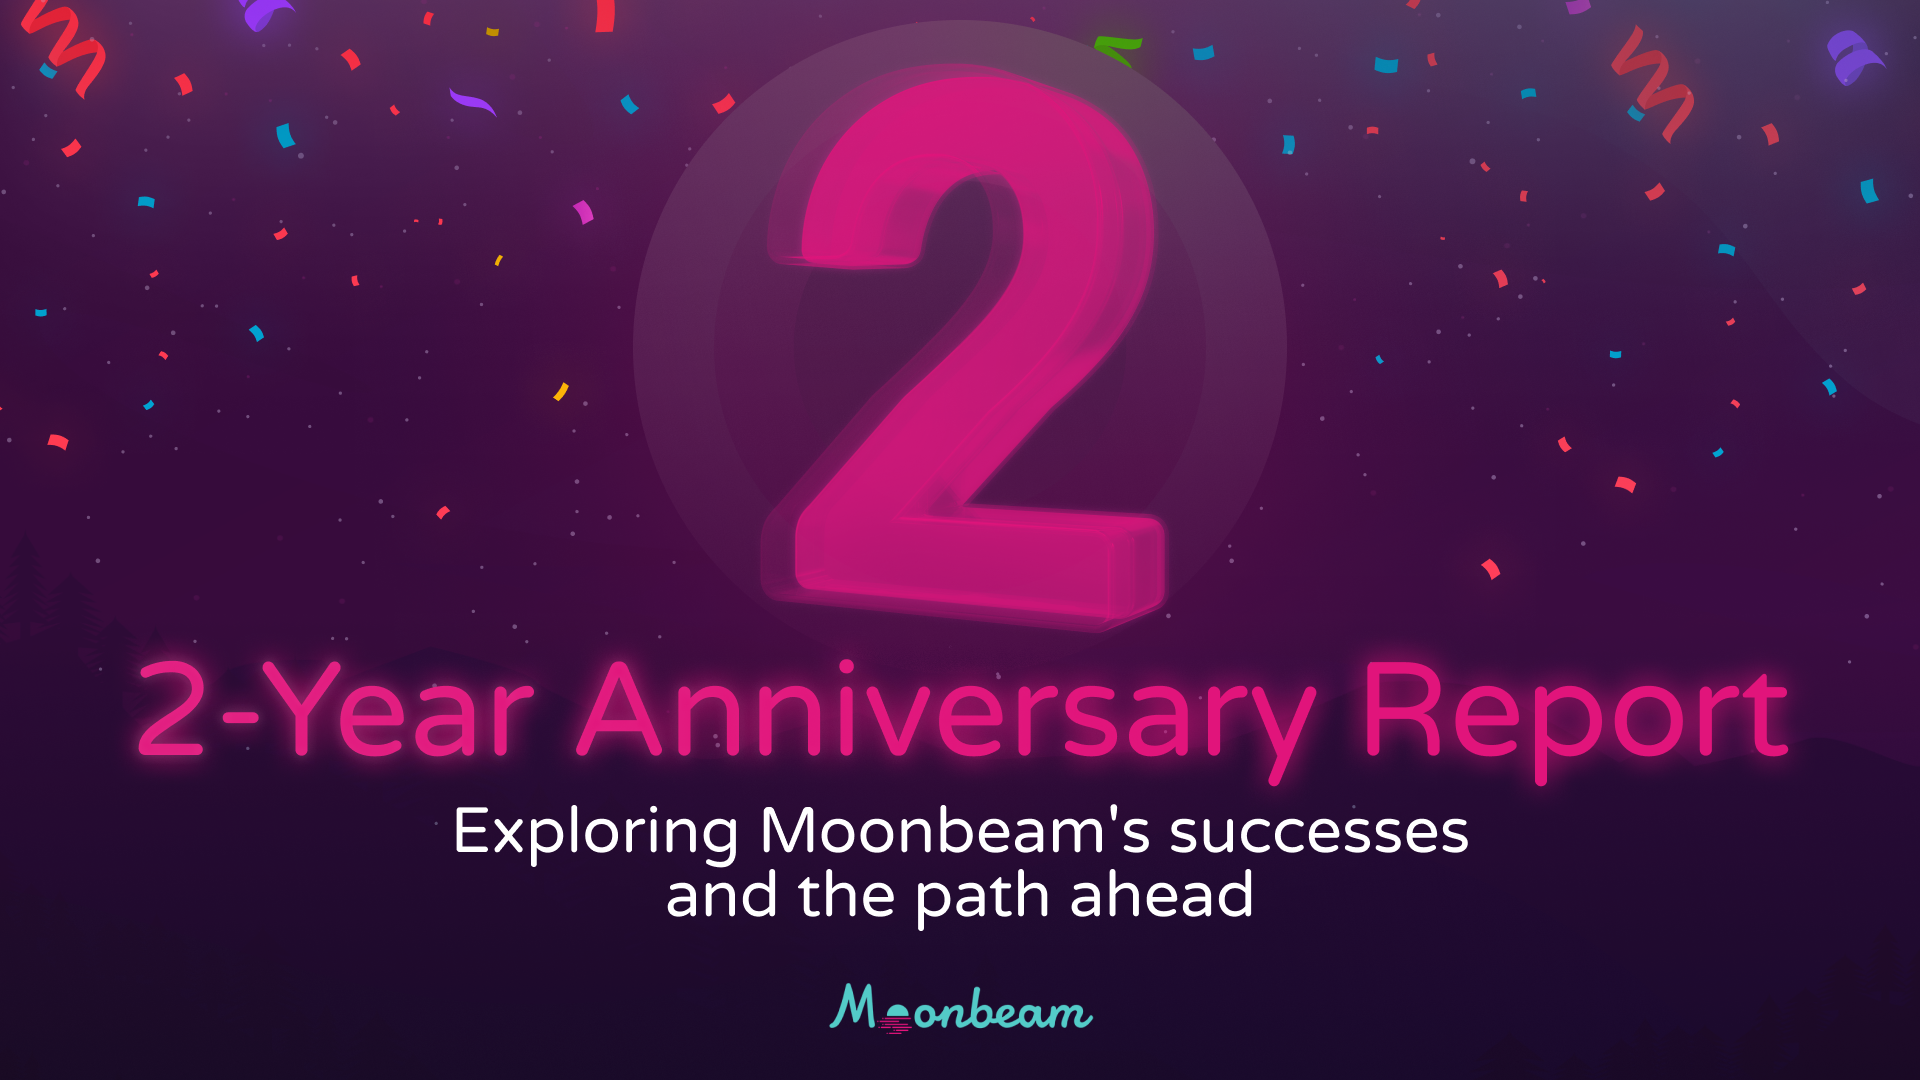 2
2-Year Anniversary Report
Exploring Moonbeam's successes
and the path ahead
Moonbeam